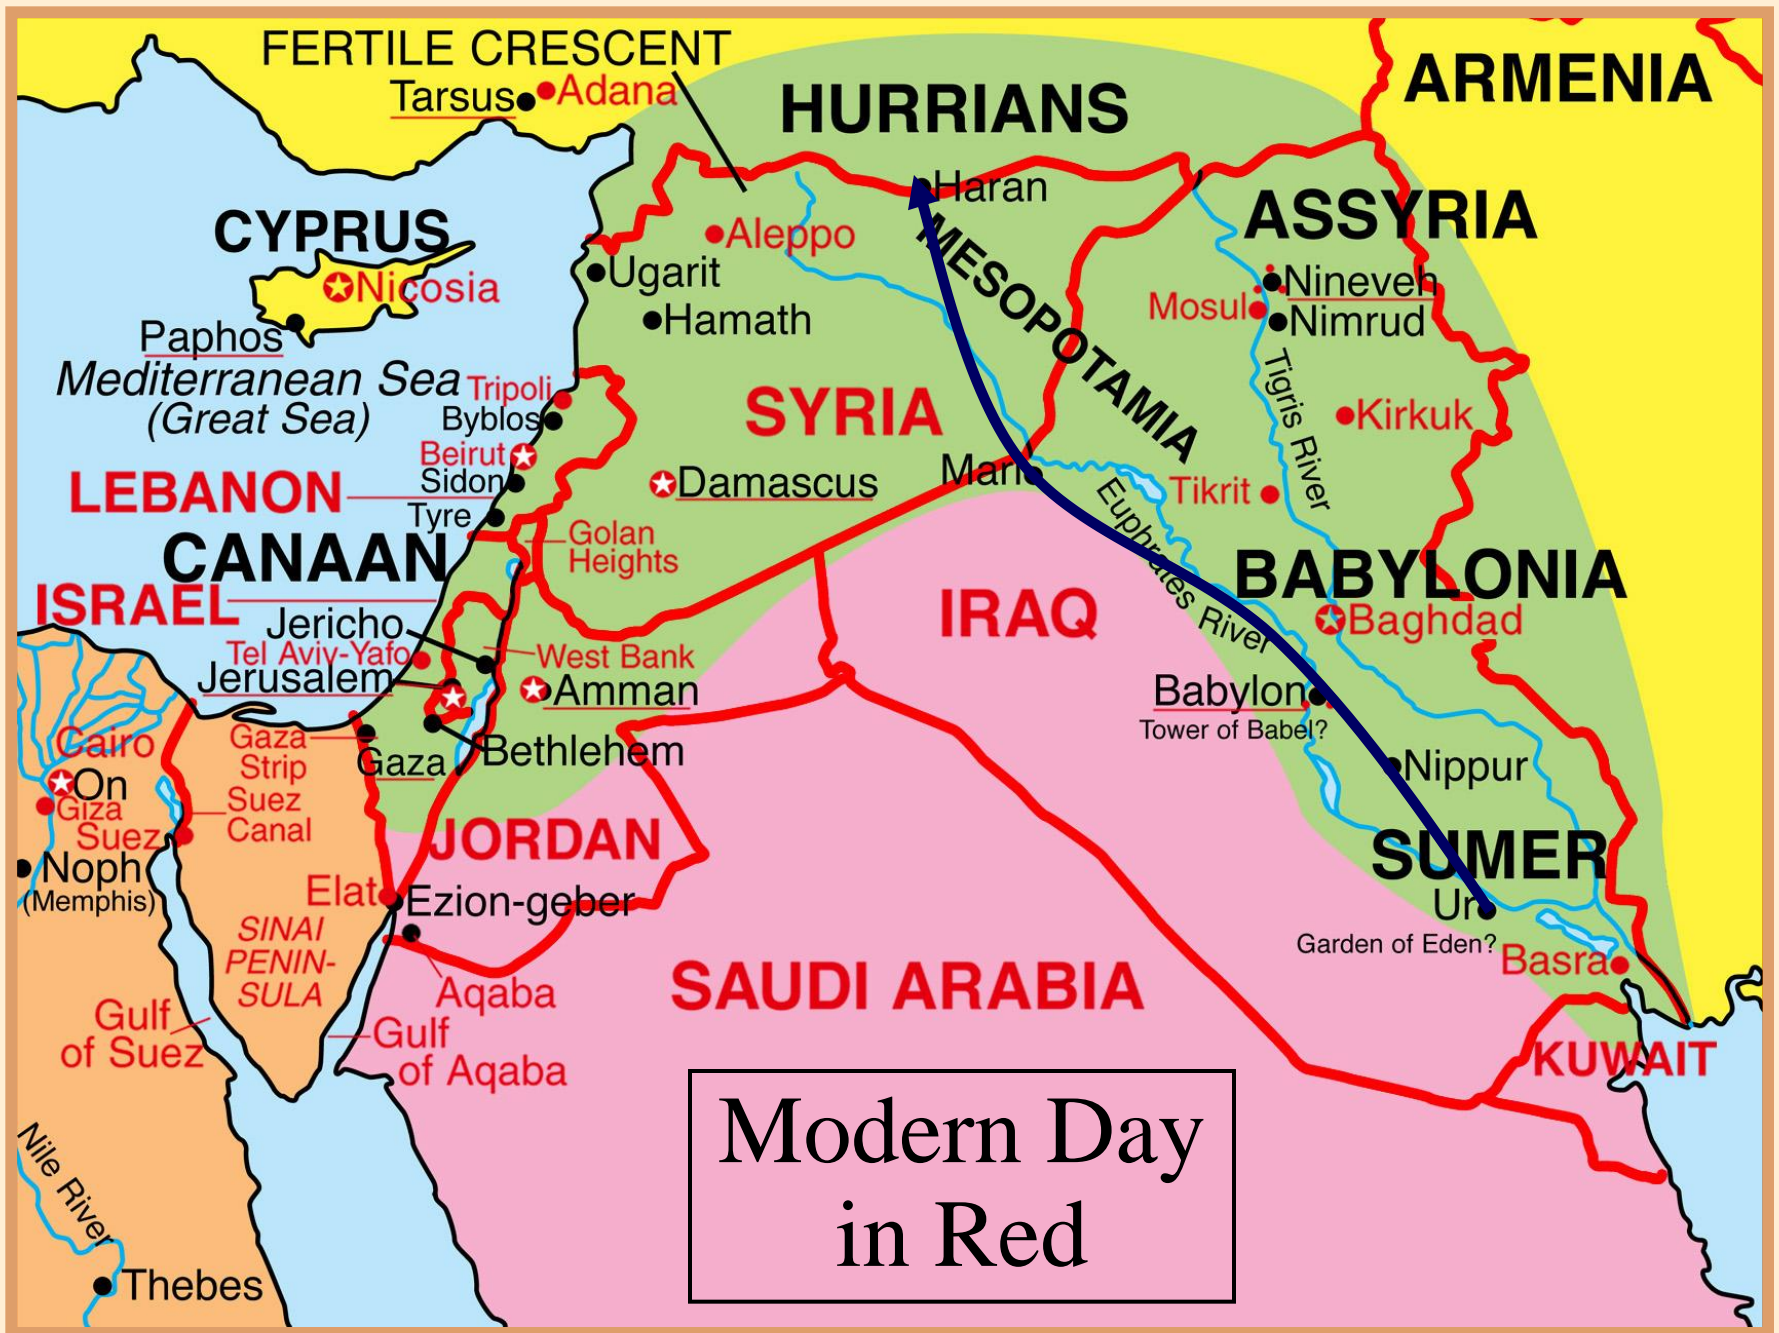 FERTILE CRESCENT
Tarsus
Adana
HURRIANS
ARMENIA
Haran
ASSYRIA
CYPRUS
Aleppo
MESOPOTAMIA
Nicosia
Ugarit
Nineveh
Mosul
Nimrud
Hamath
Paphos
Mediterranean Sea
(Great Sea)
Tripoli
Byblos
SYRIA
Tigris River
Kirkuk
Beirut
Sidon
LEBANON
Damascus
Mari
Tikrit
Tyre
Euphrates River
Golan
Heights
CANAAN
BABYLONIA
ISRAEL
Jericho
IRAQ
Baghdad
Tel Aviv-Yafo
West Bank
Jerusalem
Amman
Babylon
Tower of Babel?
Cairo
Gaza
Strip
Gaza
Bethlehem
Nippur
On
Giza
Suez
Canal
Suez
JORDAN
SUMER
Noph
(Memphis)
Elat
Ezion-geber
Ur
Garden of Eden?
SINAI
PENIN-
SULA
Basra
SAUDI ARABIA
Aqaba
Gulf
of Suez
Gulf
of Aqaba
KUWAIT
Modern Day
in Red
Nile River
Thebes